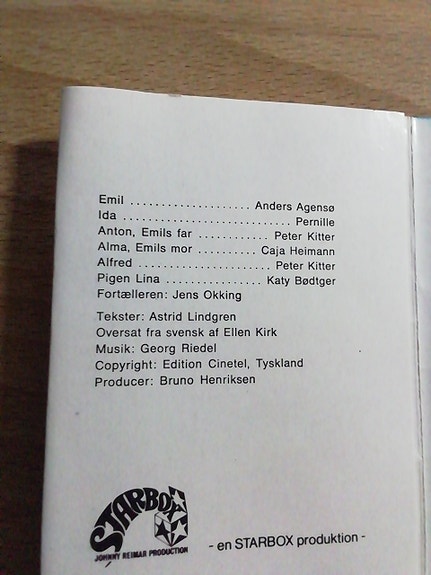 Emil ................... Anders Agensø
Ida ........................... Pernille
Anton, Emils far ............ Peter Kitter
Alma, Emils mor .......... Caja Heimann
Alfred ...................... Peter Kitter
Pigen Lina ................ Katy Bødtger
Fortælleren: Jens Okking
Tekster: Astrid Lindgren
Oversat fra svensk af Ellen Kirk
Musik: Georg Riedel
Copyright: Edition Cinetel, Tyskland
Producer: Bruno Henriksen
STARBOX
JOHNNY REIMAR PRODUCTION
- en STARBOX produktion -